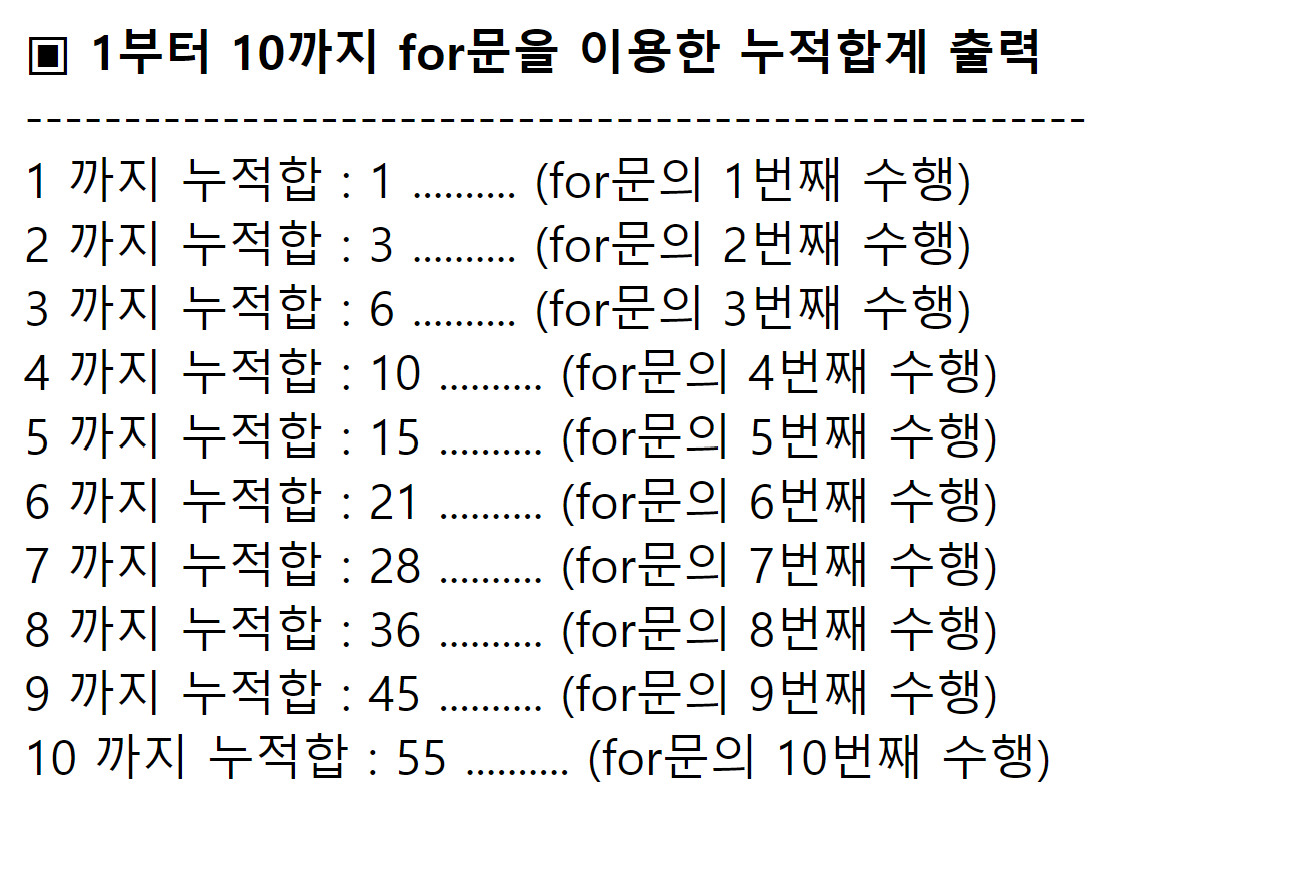 ▣ 1부터 10까지 for문을 이용한 누적합계 출력
------------------------------------------------------
1 까지 누적합 : 1 .......... (for문의 1번째 수행)
2 까지 누적합 : 3 .......... (for문의 2번째 수행)
3 까지 누적합 : 6 .......... (for문의 3번째 수행)
4 까지 누적합 : 10 .......... (for문의 4번째 수행)
5 까지 누적합 : 15 .......... (for문의 5번째 수행)
6 까지 누적합 : 21 .......... (for문의 6번째 수행)
7 까지 누적합 : 28 .......... (for문의 7번째 수행)
8 까지 누적합 : 36 .......... (for문의 8번째 수행)
9 까지 누적합 : 45 .......... (for문의 9번째 수행)
10 까지 누적합 : 55 .......... (for문의 10번째 수행)